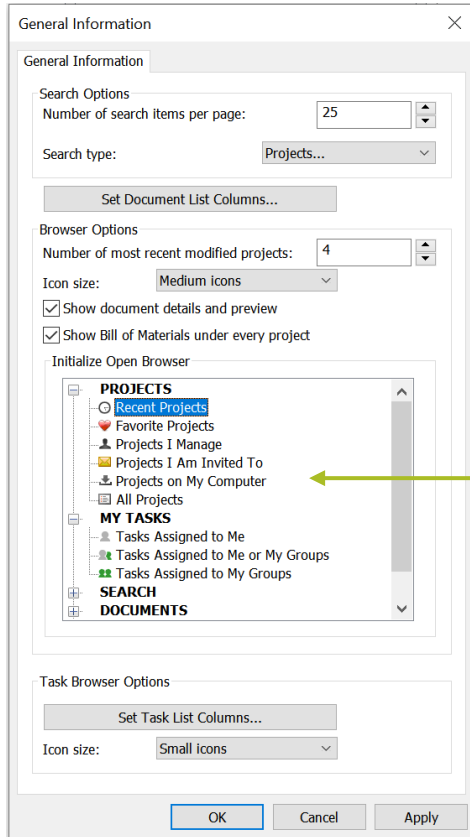 General Information
General Information
Search Options
Number of search items per page: 25
Search type: Projects...
Set Document List Columns...
Browser Options
Number of most recent modified projects: 4
Icon size: Medium icons
Show document details and preview
Show Bill of Materials under every project
Initialize Open Browser
PROJECTS
Recent Projects
Favorite Projects
Projects I Manage
Projects I Am Invited To
Projects on My Computer
All Projects
MY TASKS
Tasks Assigned to Me
Tasks Assigned to Me or My Groups
Tasks Assigned to My Groups
SEARCH
DOCUMENTS
Task Browser Options
Set Task List Columns...
Icon size: Small icons
OK Cancel Apply